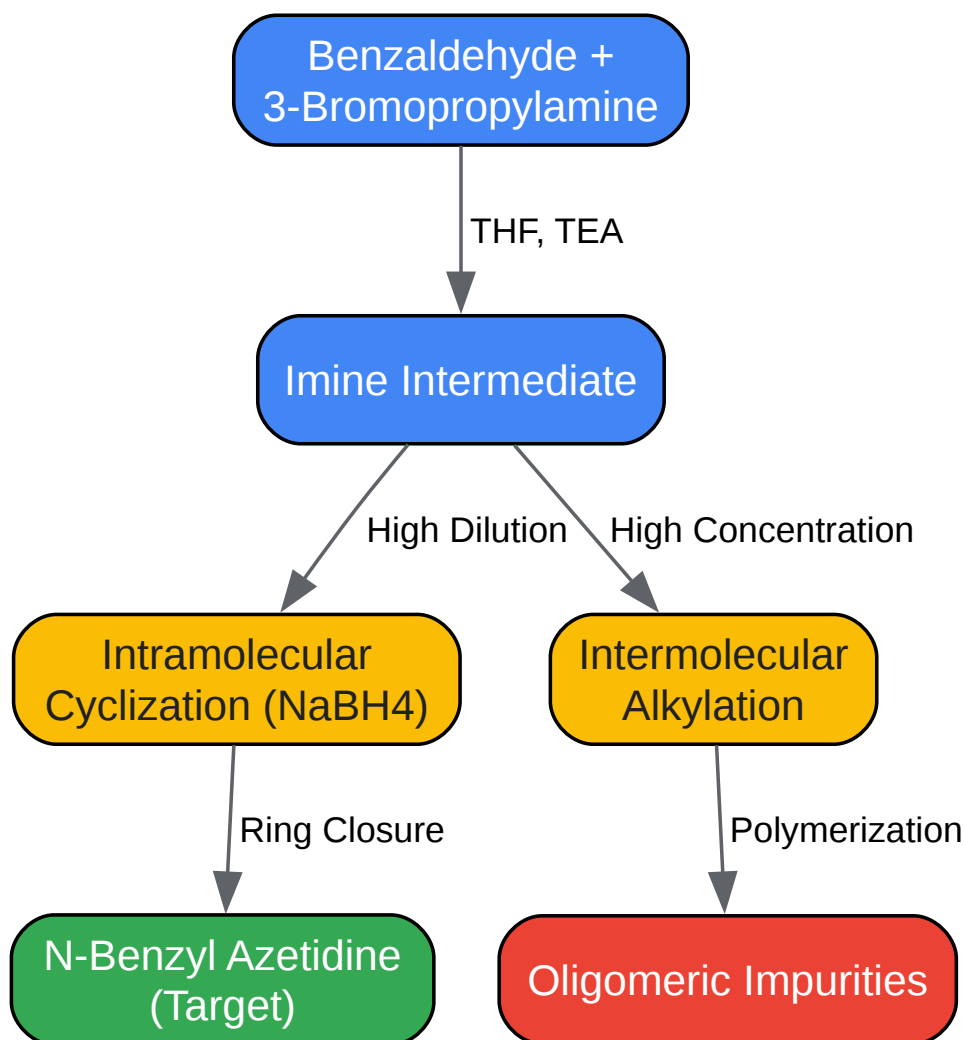 Benzaldehyde +
3-Bromopropylamine
THF, TEA
Imine Intermediate
High Dilution
High Concentration
Intramolecular
Cyclization (NaBH4)
Intermolecular
Alkylation
Ring Closure
Polymerization
N-Benzyl Azetidine
(Target)
Oligomeric Impurities